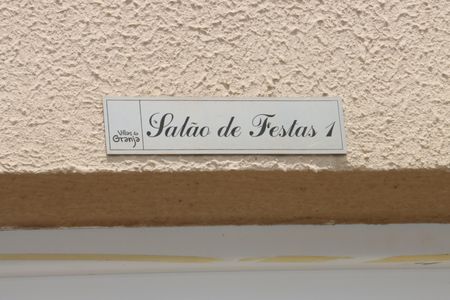 Villas da
Granja
Salão de Festas 1